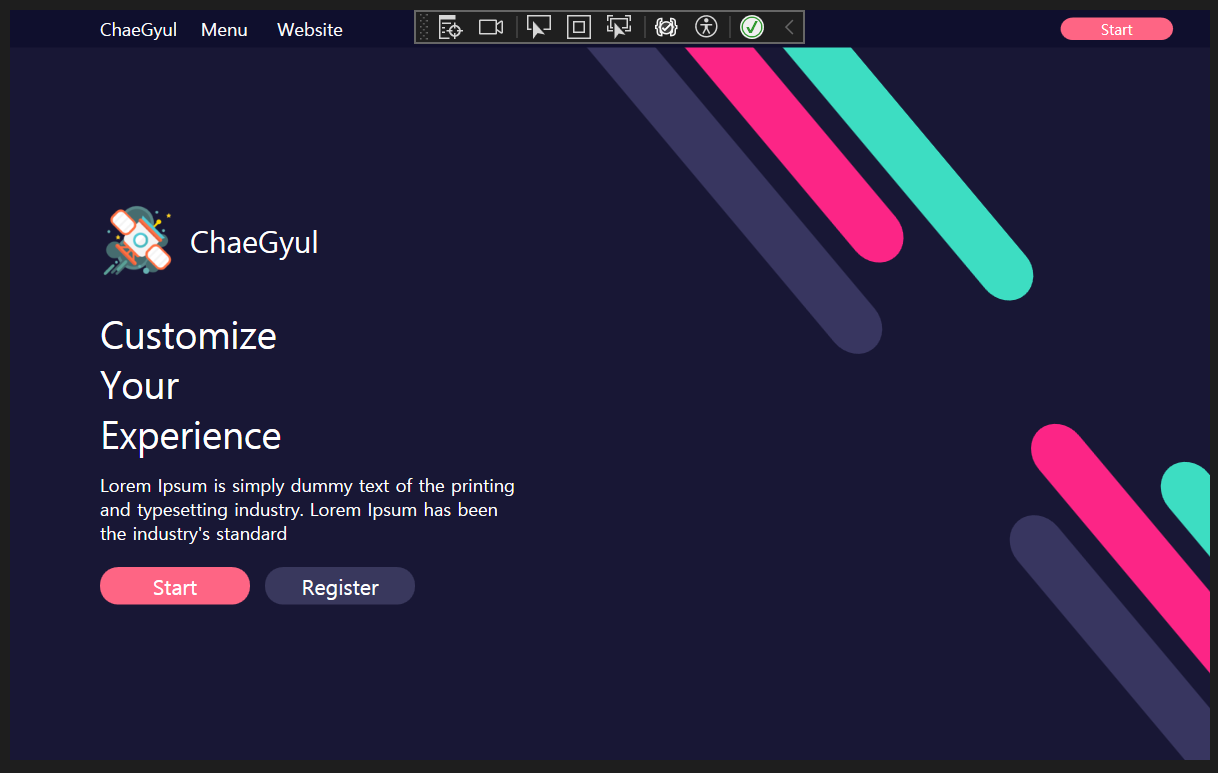 ChaeGyul Menu Website Start
ChaeGyul
Customize
Your
Experience
Lorem Ipsum is simply dummy text of the printing
and typesetting industry. Lorem Ipsum has been
the industry's standard
Start Register